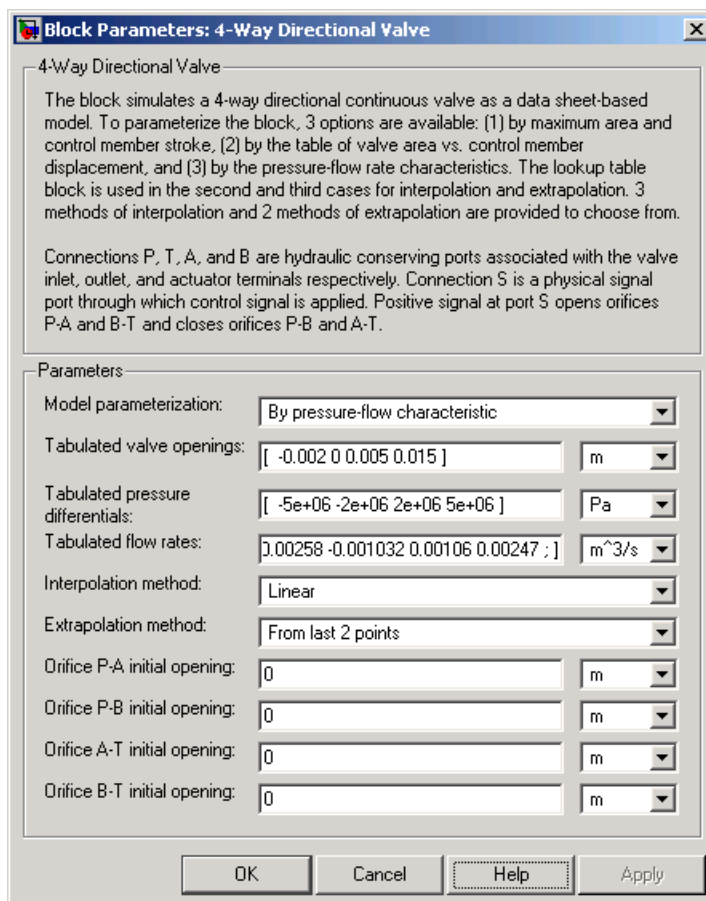 Block Parameters: 4-Way Directional Valve
4-Way Directional Valve
The block simulates a 4-way directional continuous valve as a data sheet-based
model. To parameterize the block, 3 options are available: (1) by maximum area and
control member stroke, (2) by the table of valve area vs. control member
displacement, and (3) by the pressure-flow rate characteristics. The lookup table
block is used in the second and third cases for interpolation and extrapolation. 3
methods of interpolation and 2 methods of extrapolation are provided to choose from.
Connections P, T, A, and B are hydraulic conserving ports associated with the valve
inlet, outlet, and actuator terminals respectively. Connection S is a physical signal
port through which control signal is applied. Positive signal at port S opens orifices
P-A and B-T and closes orifices P-B and A-T.
Parameters
Model parameterization: By pressure-flow characteristic
Tabulated valve openings: [ -0.002 0 0.005 0.015 ] m
Tabulated pressure
differentials: [ -5e+06 -2e+06 2e+06 5e+06 ] Pa
Tabulated flow rates: 0.00258 -0.001032 0.00106 0.00247 ; ] m^3/s
Interpolation method: Linear
Extrapolation method: From last 2 points
Orifice P-A initial opening: 0 m
Orifice P-B initial opening: 0 m
Orifice A-T initial opening: 0 m
Orifice B-T initial opening: 0 m
OK Cancel Help Apply